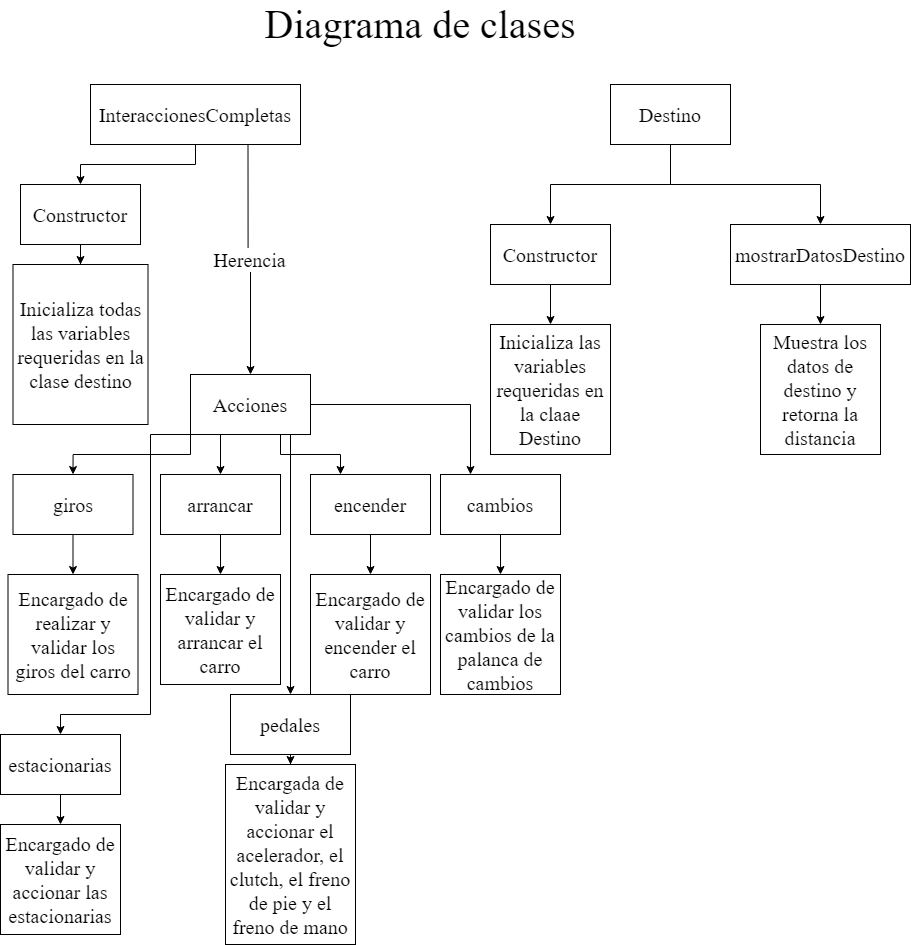 Diagrama de clases
InteraccionesCompletas
Destino
Constructor
Inicializa todas
las variables
requeridas en la
clase destino
Herencia
Constructor
Inicializa las
variables
requeridas en
la claae
Destino
mostrarDatosDestino
Muestra los
datos de
destino y
retorna la
distancia
Acciones
giros
Encargado de
realizar y
validar los
giros del carro
arrancar
Encargado de
validar y
arrancar el
carro
encender
Encargado de
validar y
encender el
carro
cambios
Encargado de
validar los
cambios de la
palanca de
cambios
estacionarias
Encargado de
validar y
accionar las
estacionarias
pedales
Encargada de
validar y
accionar el
acelerador, el
clutch, el freno
de pie y el
freno de mano